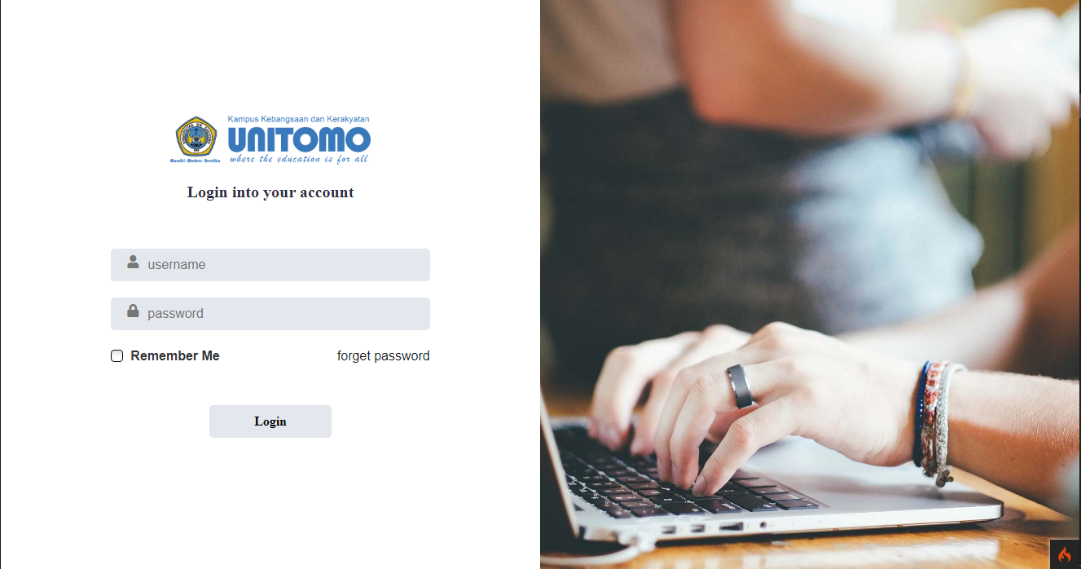 Kampus Kebangsaan dan Kerakyatan
UNITOMO
where the education is for all
Login into your account
username
password
Remember Me
forget password
Login